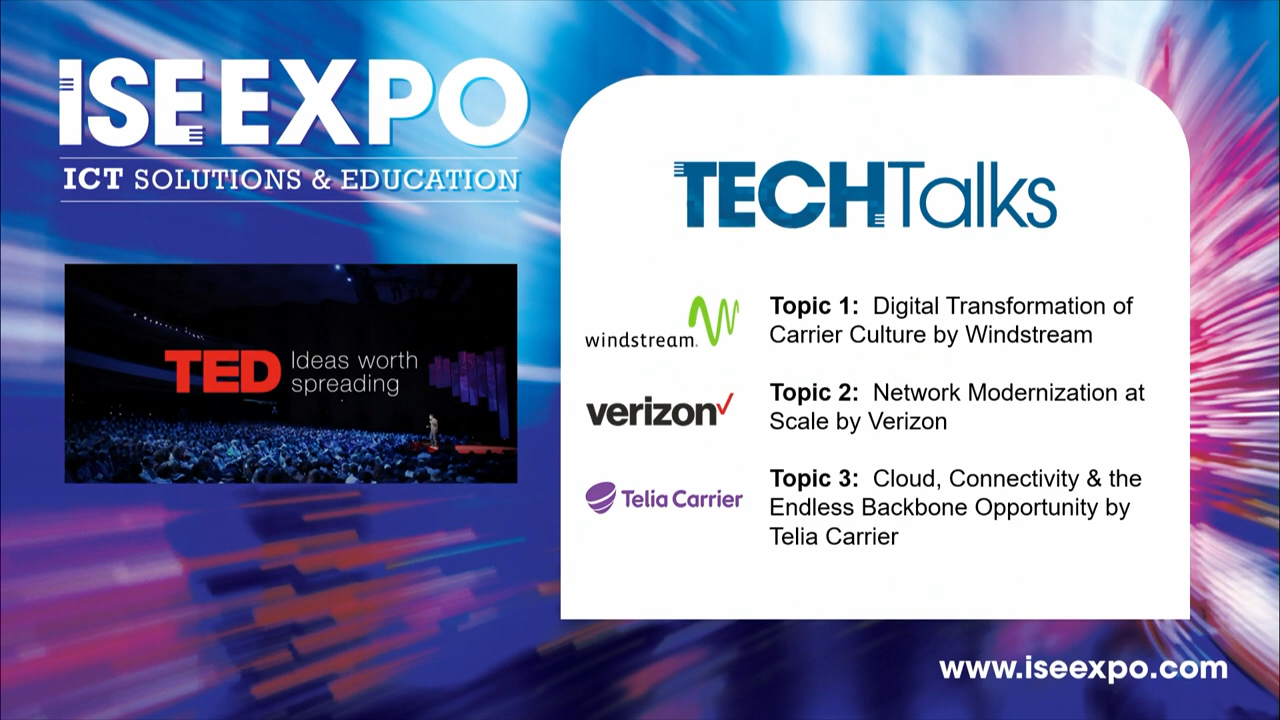 ISE EXPO
ICT SOLUTIONS & EDUCATION
TED Ideas worth
spreading
TECHTalks
windstream.
Topic 1: Digital Transformation of
Carrier Culture by Windstream
verizon
Topic 2: Network Modernization at
Scale by Verizon
Telia Carrier
Topic 3: Cloud, Connectivity & the
Endless Backbone Opportunity by
Telia Carrier
www.iseexpo.com